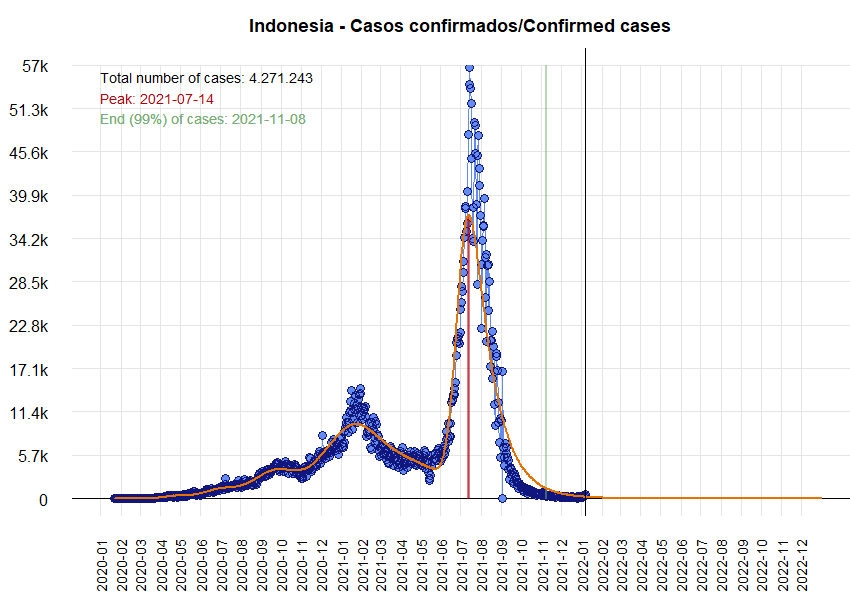 Indonesia - Casos confirmados/Confirmed cases
57k
Total number of cases: 4.271.243
Peak: 2021-07-14
End (99%) of cases: 2021-11-08
51.3k
45.6k
39.9k
34.2k
28.5k
22.8k
17.1k
11.4k
5.7k
0
2020-01
2020-02
2020-03
2020-04
2020-05
2020-06
2020-07
2020-08
2020-09
2020-10
2020-11
2020-12
2021-01
2021-02
2021-03
2021-04
2021-05
2021-06
2021-07
2021-08
2021-09
2021-10
2021-11
2021-12
2022-01
2022-02
2022-03
2022-04
2022-05
2022-06
2022-07
2022-08
2022-09
2022-10
2022-11
2022-12